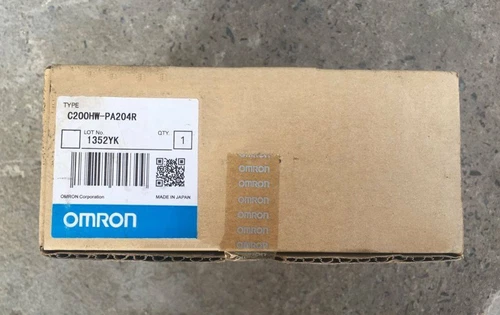 TYPE
C200HW-PA204R
LOT No. QTY.
1352YK 1
OMRON Corporation MADE IN JAPAN
OMRON
OMRON
OMRON
OMRON
OMRON
OMRON
OMRON